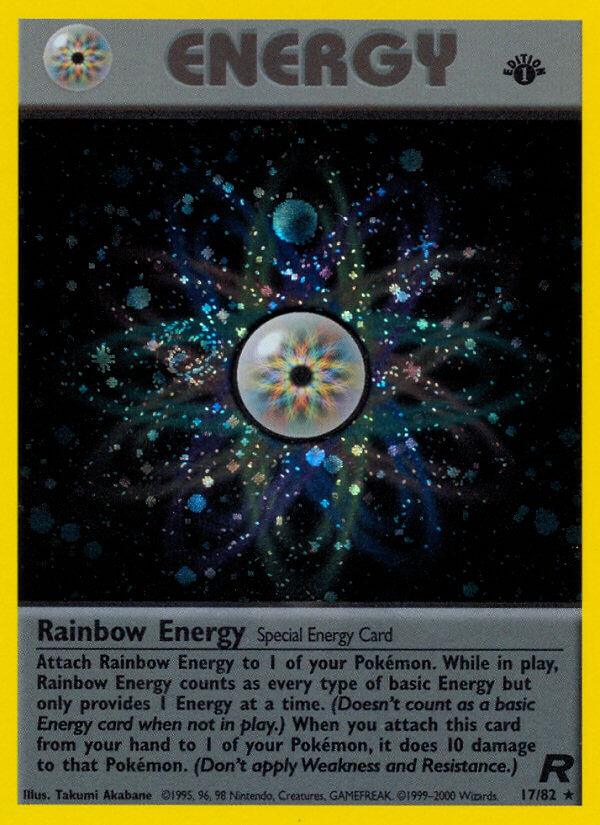 ENERGY
EDITION
1
Rainbow Energy Special Energy Card
Attach Rainbow Energy to 1 of your Pokémon. While in play,
Rainbow Energy counts as every type of basic Energy but
only provides 1 Energy at a time. (Doesn't count as a basic
Energy card when not in play.) When you attach this card
from your hand to 1 of your Pokémon, it does 10 damage
to that Pokémon. (Don't apply Weakness and Resistance.)
R
Illus. Takumi Akabane ©1995, 96, 98 Nintendo, Creatures, GAMEFREAK. ©1999–2000 Wizards. 17/82 ★